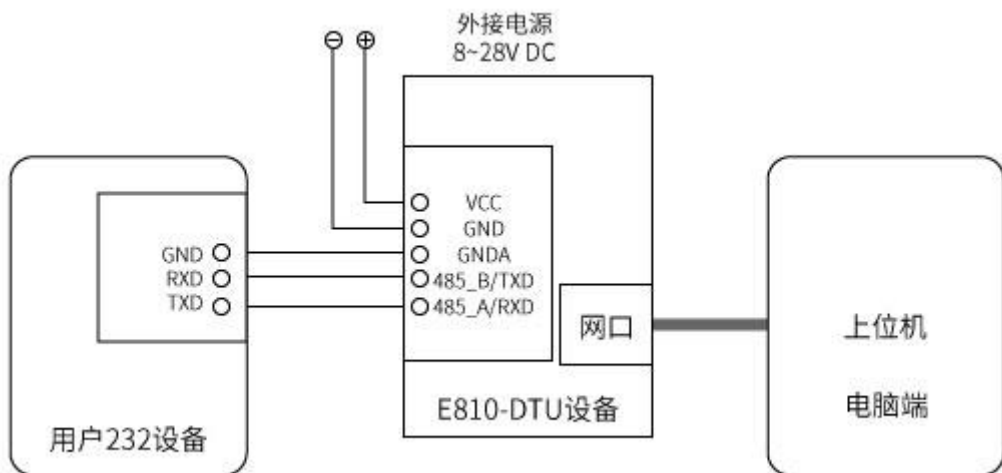 外接电源
8~28V DC
VCC
GND
GNDA
485_B/TXD
485_A/RXD
GND
RXD
TXD
网口
E810-DTU设备
用户232设备
上位机
电脑端